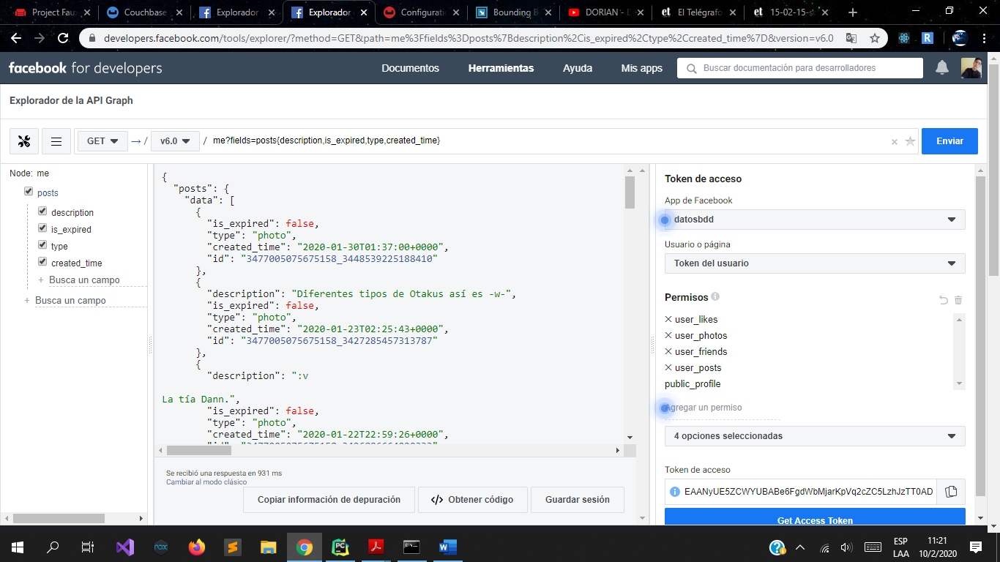 Project Faux
Couchbase
Explorador
Explorador
Configuratio
Bounding B
DORIAN - D
El Telégrafo
15-02-15-s
developers.facebook.com/tools/explorer/?method=GET&path=me%3Ffields%3Dposts%7Bdescription%2Cis_expired%2Ctype%2Ccreated_time%7D&version=v6.0
facebook for developers
Documentos
Herramientas
Ayuda
Mis apps
Buscar documentación para desarrolladores
Explorador de la API Graph
GET
→ /
v6.0
/ me?fields=posts{description,is_expired,type,created_time}
Enviar
Node: me
posts
description
is_expired
type
created_time
+ Busca un campo
+ Busca un campo
{
"posts": {
"data": [
{
"is_expired": false,
"type": "photo",
"created_time": "2020-01-30T01:37:00+0000",
"id": "3477005075675158_3448539225188410"
},
{
"description": "Diferentes tipos de Otakus así es -w-",
"is_expired": false,
"type": "photo",
"created_time": "2020-01-23T02:25:43+0000",
"id": "3477005075675158_3427285457313787"
},
{
"description": ":v
La tía Dann.",
"is_expired": false,
"type": "photo",
"created_time": "2020-01-22T22:59:26+0000",
Se recibió una respuesta en 931 ms
Cambiar al modo clásico
Copiar información de depuración
</> Obtener código
Guardar sesión
Token de acceso
App de Facebook
datosbdd
Usuario o página
Token del usuario
Permisos
user_likes
user_photos
user_friends
user_posts
public_profile
Agregar un permiso
4 opciones seleccionadas
Token de acceso
EAANyUE5ZCWYUBABe6FgdWbMjarKpVq2cZC5LzhJzTT0AD
Get Access Token
ESP
LAA
11:21
10/2/2020